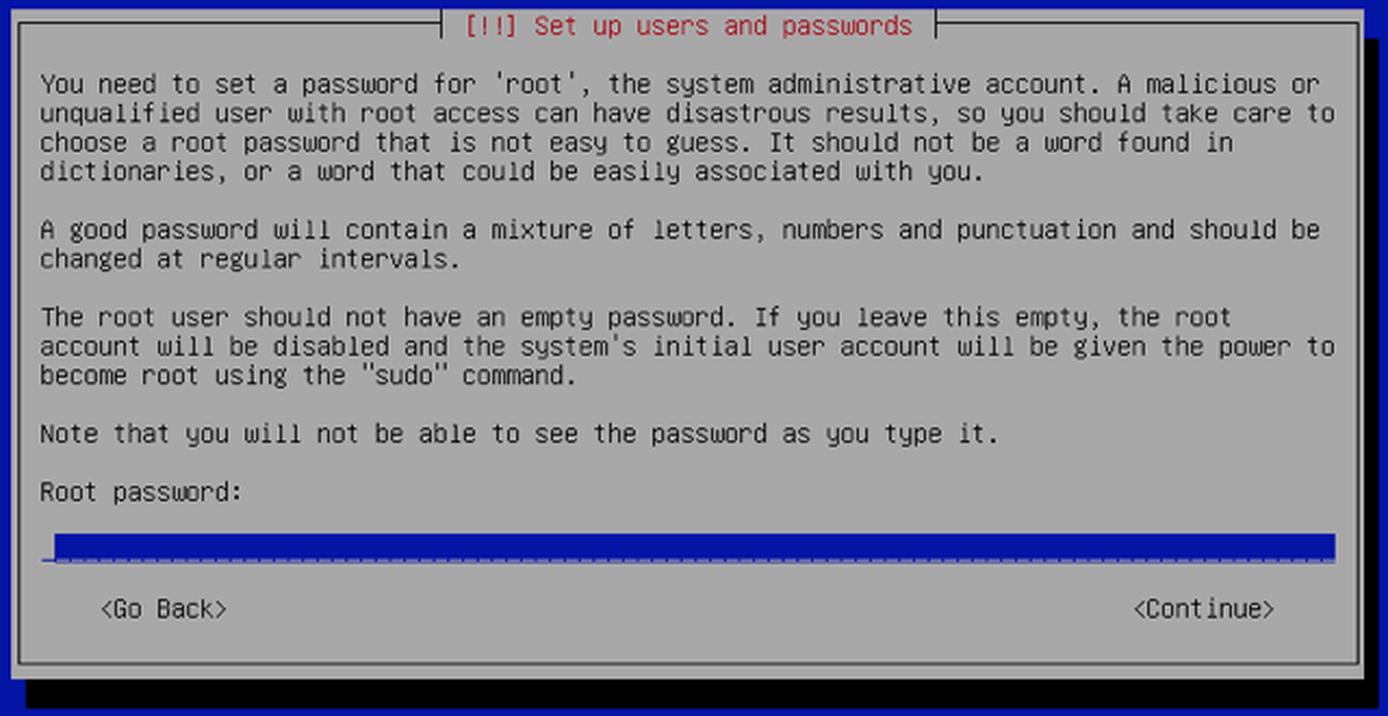 [!!] Set up users and passwords
You need to set a password for 'root', the system administrative account. A malicious or
unqualified user with root access can have disastrous results, so you should take care to
choose a root password that is not easy to guess. It should not be a word found in
dictionaries, or a word that could be easily associated with you.
A good password will contain a mixture of letters, numbers and punctuation and should be
changed at regular intervals.
The root user should not have an empty password. If you leave this empty, the root
account will be disabled and the system's initial user account will be given the power to
become root using the "sudo" command.
Note that you will not be able to see the password as you type it.
Root password:
<Go Back> <Continue>